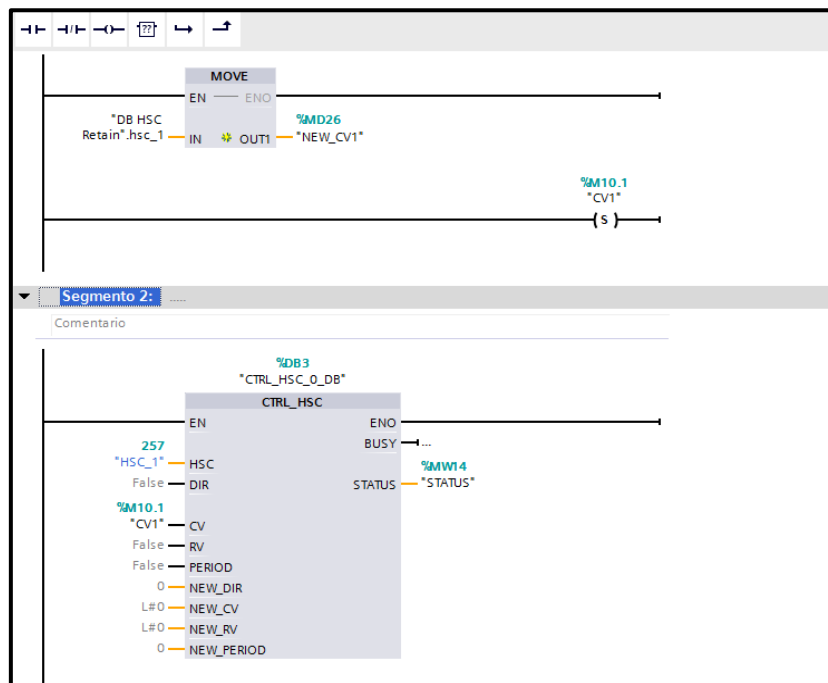 ??
MOVE
EN ENO
"DB HSC
Retain".hsc_1 IN OUT1
%MD26
"NEW_CV1"
%M10.1
"CV1"
S
Segmento 2: .....
Comentario
%DB3
"CTRL_HSC_0_DB"
CTRL_HSC
EN ENO
BUSY ...
257
"HSC_1" HSC
%MW14
False DIR STATUS "STATUS"
%M10.1
"CV1" CV
False RV
False PERIOD
0 NEW_DIR
L#0 NEW_CV
L#0 NEW_RV
0 NEW_PERIOD